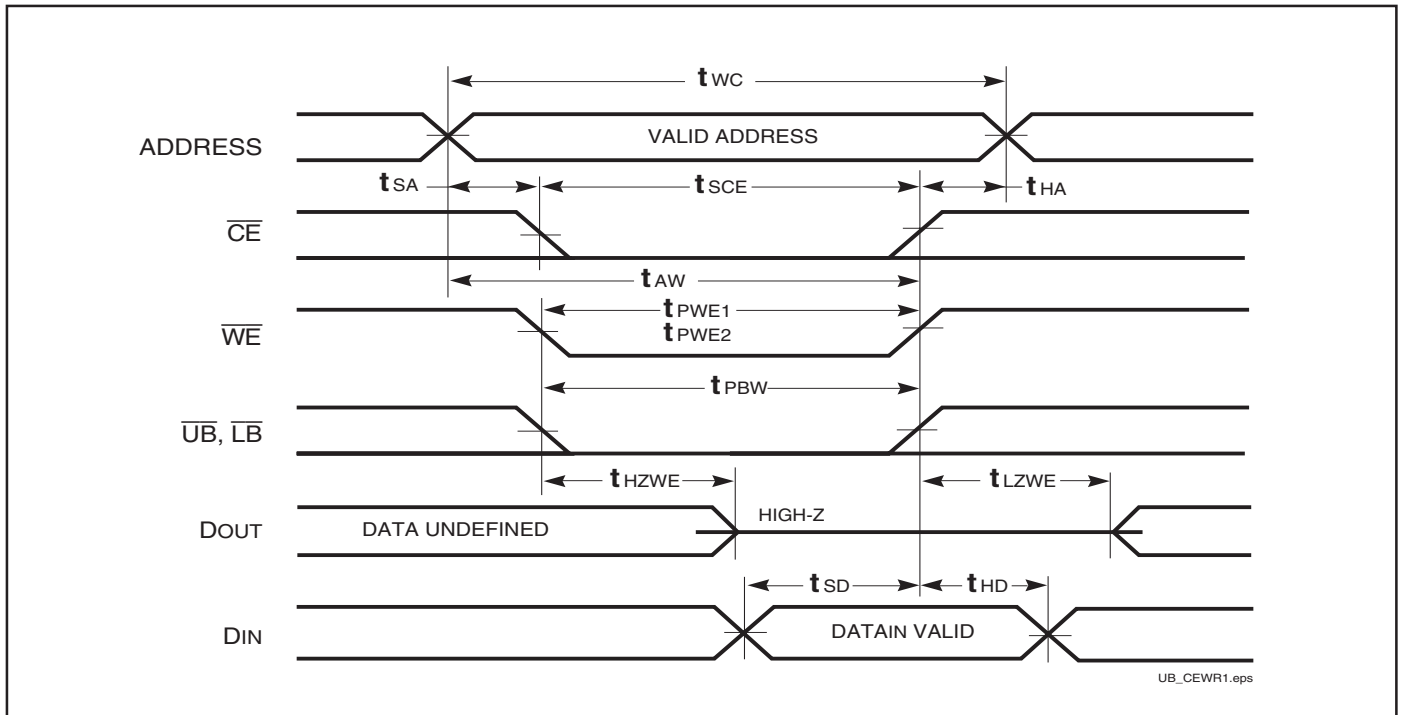 tWC
ADDRESS
VALID ADDRESS
tSA
tSCE
tHA
CE
tAW
tPWE1
WE
tPWE2
tPBW
UB, LB
tHZWE
tLZWE
DOUT
DATA UNDEFINED
HIGH-Z
tSD
tHD
DIN
DATAIN VALID
UB_CEWR1.eps